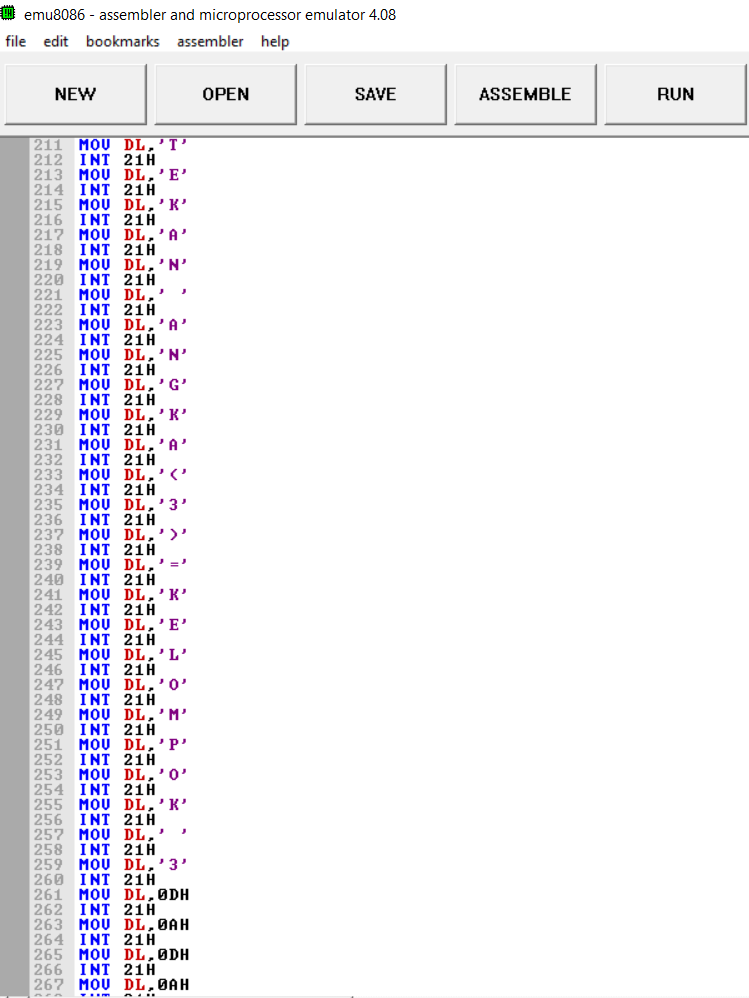 emu8086 - assembler and microprocessor emulator 4.08
file edit bookmarks assembler help
NEW OPEN SAVE ASSEMBLE RUN
211 MOV DL,'T'
212 INT 21H
213 MOV DL,'E'
214 INT 21H
215 MOV DL,'K'
216 INT 21H
217 MOV DL,'A'
218 INT 21H
219 MOV DL,'N'
220 INT 21H
221 MOV DL,' '
222 INT 21H
223 MOV DL,'A'
224 INT 21H
225 MOV DL,'N'
226 INT 21H
227 MOV DL,'G'
228 INT 21H
229 MOV DL,'K'
230 INT 21H
231 MOV DL,'A'
232 INT 21H
233 MOV DL,'('
234 INT 21H
235 MOV DL,'3'
236 INT 21H
237 MOV DL,')'
238 INT 21H
239 MOV DL,'='
240 INT 21H
241 MOV DL,'K'
242 INT 21H
243 MOV DL,'E'
244 INT 21H
245 MOV DL,'L'
246 INT 21H
247 MOV DL,'O'
248 INT 21H
249 MOV DL,'M'
250 INT 21H
251 MOV DL,'P'
252 INT 21H
253 MOV DL,'O'
254 INT 21H
255 MOV DL,'K'
256 INT 21H
257 MOV DL,' '
258 INT 21H
259 MOV DL,'3'
260 INT 21H
261 MOV DL,0DH
262 INT 21H
263 MOV DL,0AH
264 INT 21H
265 MOV DL,0DH
266 INT 21H
267 MOV DL,0AH